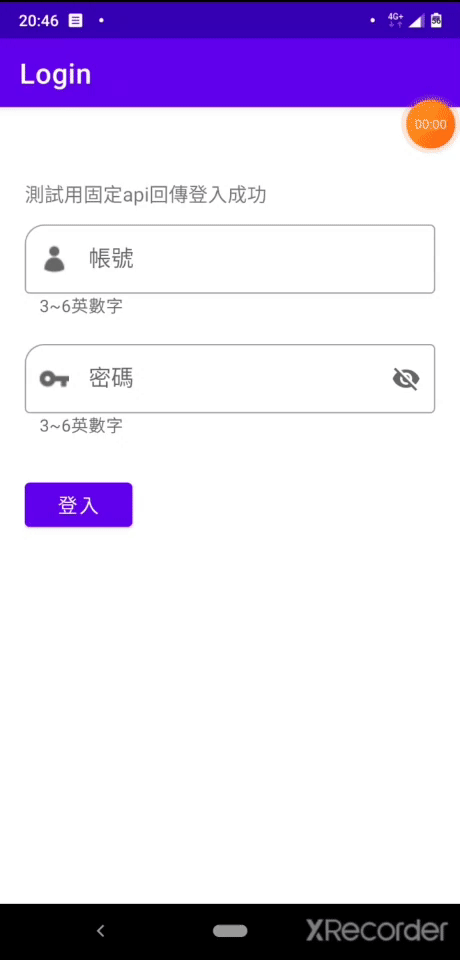 20:46
4G+
56
Login
00:00
測試用固定api回傳登入成功
帳號
3~6英數字
密碼
3~6英數字
登入
XRecorder